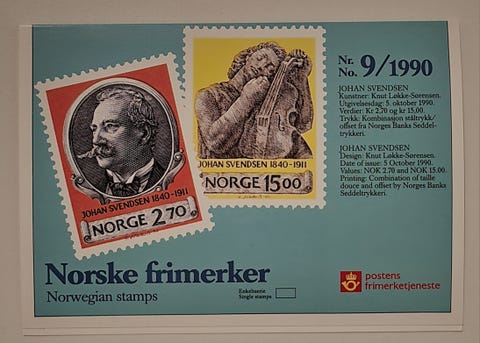 Nr.
No. 9/1990
JOHAN SVENDSEN
Kunstner: Knut Løkke-Sørensen.
Utgivelsesdag: 5. oktober 1990.
Verdier: Kr 2,70 og kr 15,00.
Trykk: Kombinasjon ståltrykk/
offset fra Norges Banks Seddel-
trykkeri.
JOHAN SVENDSEN
Design: Knut Løkke-Sørensen.
Date of issue: 5 October 1990.
Values: NOK 2.70 and NOK 15.00.
Printing: Combination of taille
douce and offset by Norges Banks
Seddeltrykkeri.
JOHAN SVENDSEN 1840-1911
NORGE 2.70
JOHAN SVENDSEN 1840-1911
NORGE 15.00
Norske frimerker
Norwegian stamps
Enkeltserie
Single stamps
postens
frimerketjeneste